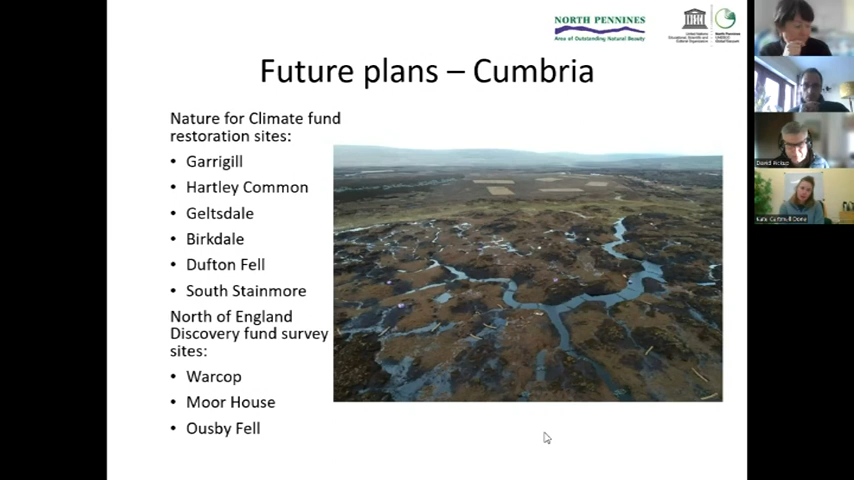 NORTH PENNINES
Area of Outstanding Natural Beauty
Future plans – Cumbria
Nature for Climate fund
restoration sites:
• Garrigill
• Hartley Common
• Geltsdale
• Birkdale
• Dufton Fell
• South Stainmore
North of England
Discovery fund survey
sites:
• Warcop
• Moor House
• Ousby Fell
David